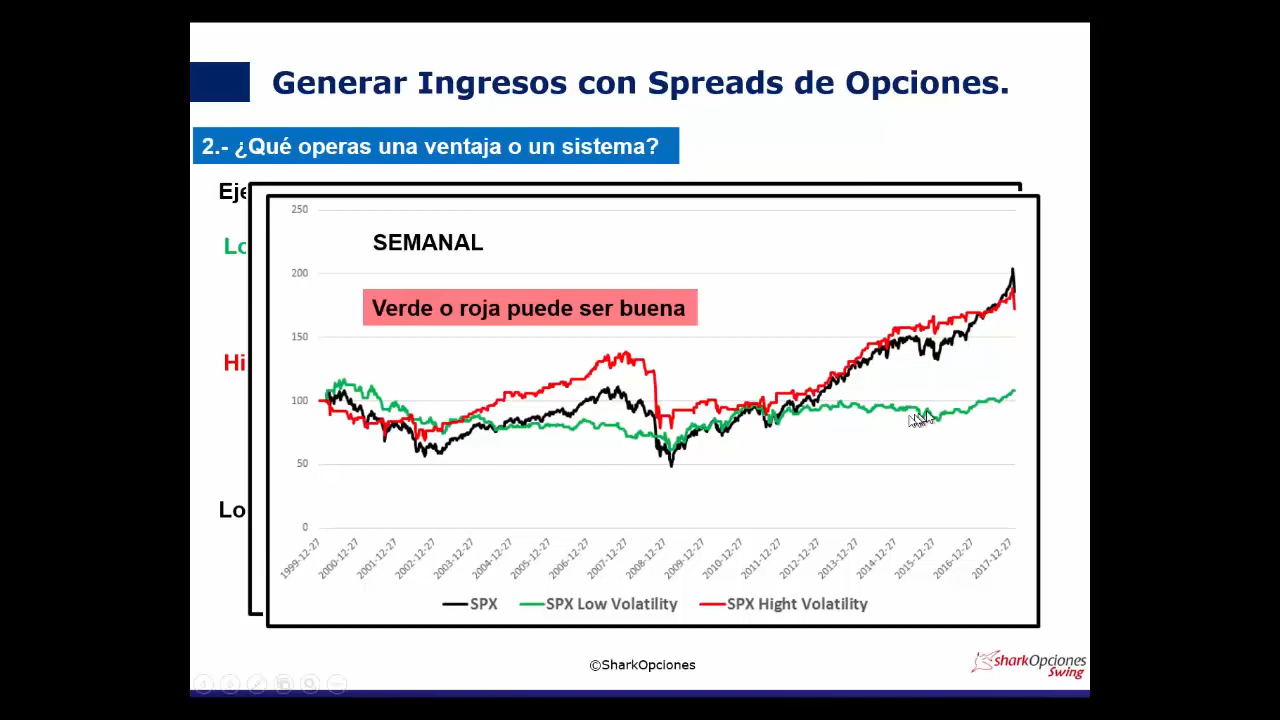 Generar Ingresos con Spreads de Opciones.
2.- ¿Qué operas una ventaja o un sistema?
Eje
Lo
Hi
Lo
SEMANAL
Verde o roja puede ser buena
250
200
150
100
50
0
1999-12-27
2000-12-27
2001-12-27
2002-12-27
2003-12-27
2004-12-27
2005-12-27
2006-12-27
2007-12-27
2008-12-27
2009-12-27
2010-12-27
2011-12-27
2012-12-27
2013-12-27
2014-12-27
2015-12-27
2016-12-27
2017-12-27
SPX
SPX Low Volatility
SPX Hight Volatility
©SharkOpciones
sharkOpciones
Swing